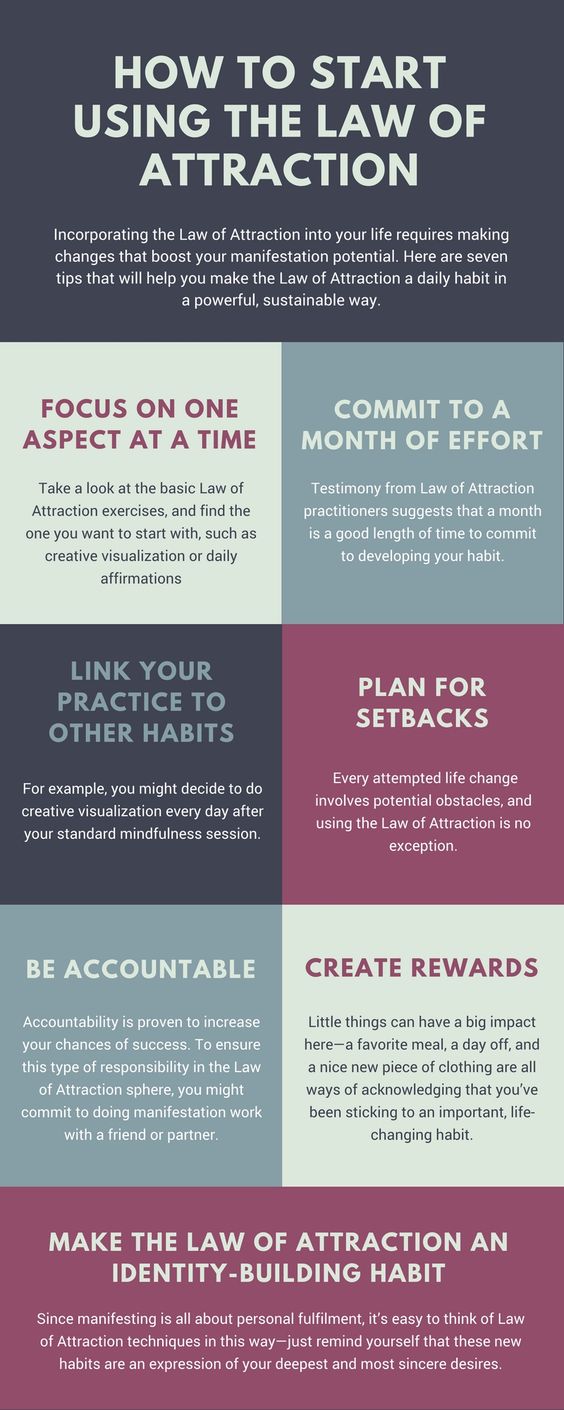 HOW TO START
USING THE LAW OF
ATTRACTION
Incorporating the Law of Attraction into your life requires making
changes that boost your manifestation potential. Here are seven
tips that will help you make the Law of Attraction a daily habit in
a powerful, sustainable way.
FOCUS ON ONE
ASPECT AT A TIME
Take a look at the basic Law of
Attraction exercises, and find the
one you want to start with, such as
creative visualization or daily
affirmations
COMMIT TO A
MONTH OF EFFORT
Testimony from Law of Attraction
practitioners suggests that a month
is a good length of time to commit
to developing your habit.
LINK YOUR
PRACTICE TO
OTHER HABITS
For example, you might decide to do
creative visualization every day after
your standard mindfulness session.
PLAN FOR
SETBACKS
Every attempted life change
involves potential obstacles, and
using the Law of Attraction is no
exception.
BE ACCOUNTABLE
Accountability is proven to increase
your chances of success. To ensure
this type of responsibility in the Law
of Attraction sphere, you might
commit to doing manifestation work
with a friend or partner.
CREATE REWARDS
Little things can have a big impact
here—a favorite meal, a day off, and
a nice new piece of clothing are all
ways of acknowledging that you've
been sticking to an important, life-
changing habit.
MAKE THE LAW OF ATTRACTION AN
IDENTITY-BUILDING HABIT
Since manifesting is all about personal fulfilment, it's easy to think of Law
of Attraction techniques in this way—just remind yourself that these new
habits are an expression of your deepest and most sincere desires.